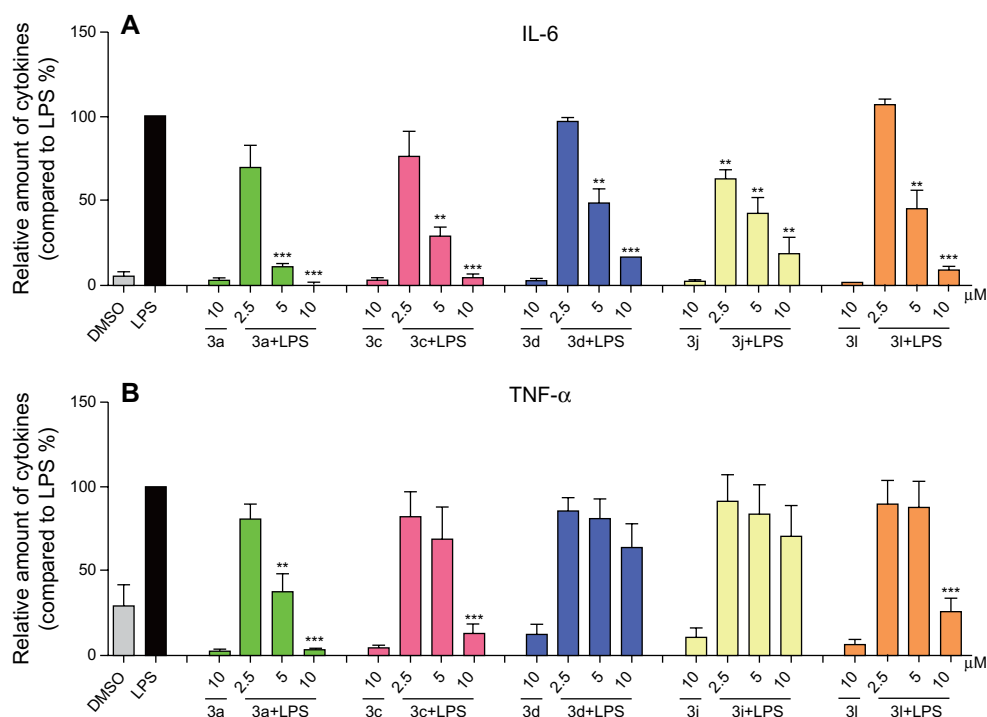 A
IL-6
Relative amount of cytokines
(compared to LPS %)
150
100
50
0
*** *** ** *** ** *** ** ** ** ** ***
DMSO LPS 10 2.5 5 10 10 2.5 5 10 10 2.5 5 10 10 2.5 5 10 10 2.5 5 10 µM
3a 3a+LPS 3c 3c+LPS 3d 3d+LPS 3j 3j+LPS 3l 3l+LPS
B
TNF-α
Relative amount of cytokines
(compared to LPS %)
150
100
50
0
** *** *** ***
DMSO LPS 10 2.5 5 10 10 2.5 5 10 10 2.5 5 10 10 2.5 5 10 10 2.5 5 10 µM
3a 3a+LPS 3c 3c+LPS 3d 3d+LPS 3i 3i+LPS 3l 3l+LPS